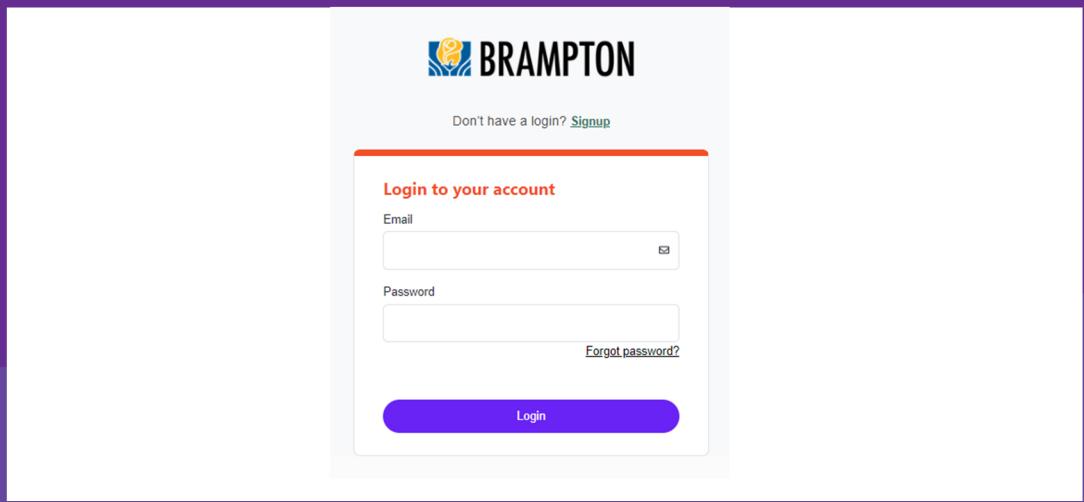 BRAMPTON
Don't have a login? Signup
Login to your account
Email
Password
Forgot password?
Login